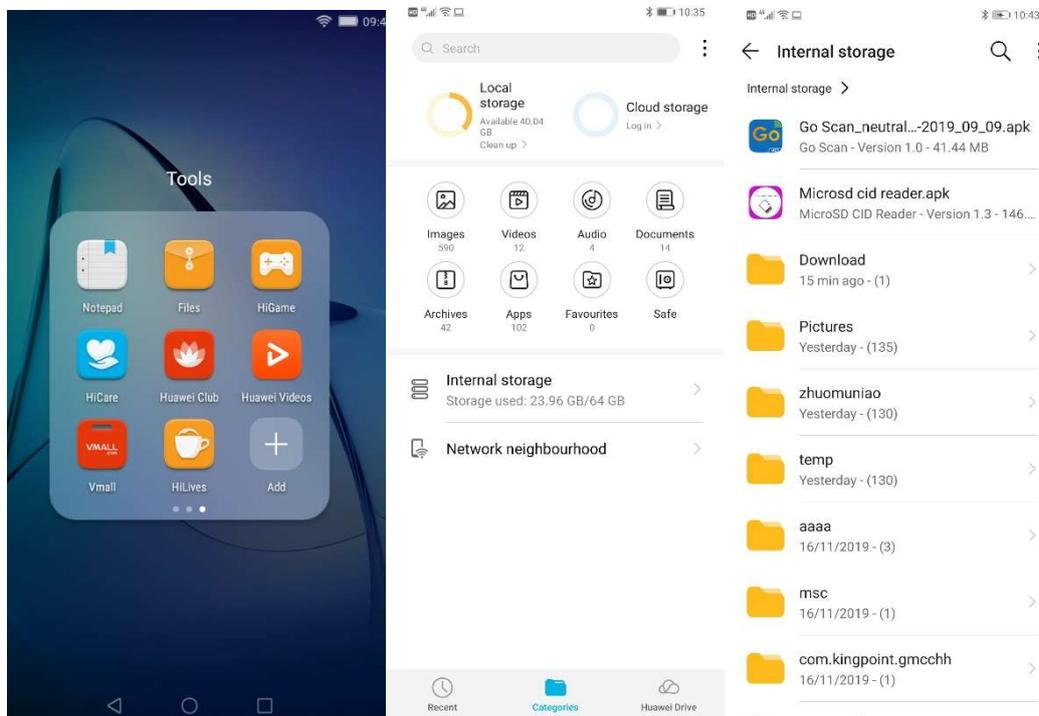 09:4
Tools
Notepad
Files
HiGame
HiCare
Huawei Club
Huawei Videos
VMALL
.com
Vmall
HiLives
Add
10:35
Search
Local
storage
Available 40.04
GB
Clean up >
Cloud storage
Log in >
Images
590
Videos
12
Audio
4
Documents
14
Archives
42
Apps
102
Favourites
0
Safe
Internal storage
Storage used: 23.96 GB/64 GB
Network neighbourhood
Recent
Categories
Huawei Drive
10:43
Internal storage
Internal storage >
Go
Go Scan_neutral...-2019_09_09.apk
Go Scan - Version 1.0 - 41.44 MB
Microsd cid reader.apk
MicroSD CID Reader - Version 1.3 - 146....
Download
15 min ago - (1)
Pictures
Yesterday - (135)
zhuomuniao
Yesterday - (130)
temp
Yesterday - (130)
aaaa
16/11/2019 - (3)
msc
16/11/2019 - (1)
com.kingpoint.gmcchh
16/11/2019 - (1)